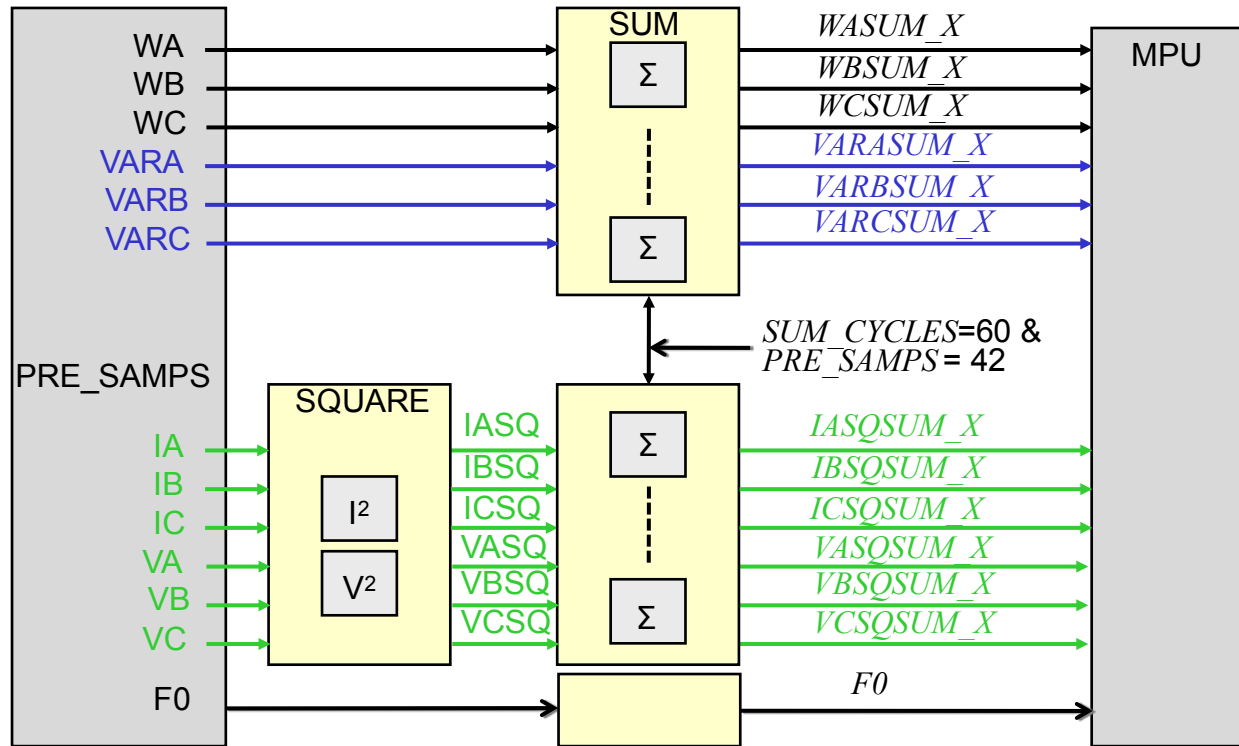 SUM
MPU
WA
WB
WC
VARA
VARB
VARC
Σ
Σ
WASUM_X
WBSUM_X
WCSUM_X
VARASUM_X
VARBSUM_X
VARCSUM_X
SUM_CYCLES=60 &
PRE_SAMPS = 42
PRE_SAMPS
SQUARE
IA
IB
IC
VA
VB
VC
I²
V²
IASQ
IBSQ
ICSQ
VASQ
VBSQ
VCSQ
Σ
Σ
IASQSUM_X
IBSQSUM_X
ICSQSUM_X
VASQSUM_X
VBSQSUM_X
VCSQSUM_X
F0
F0